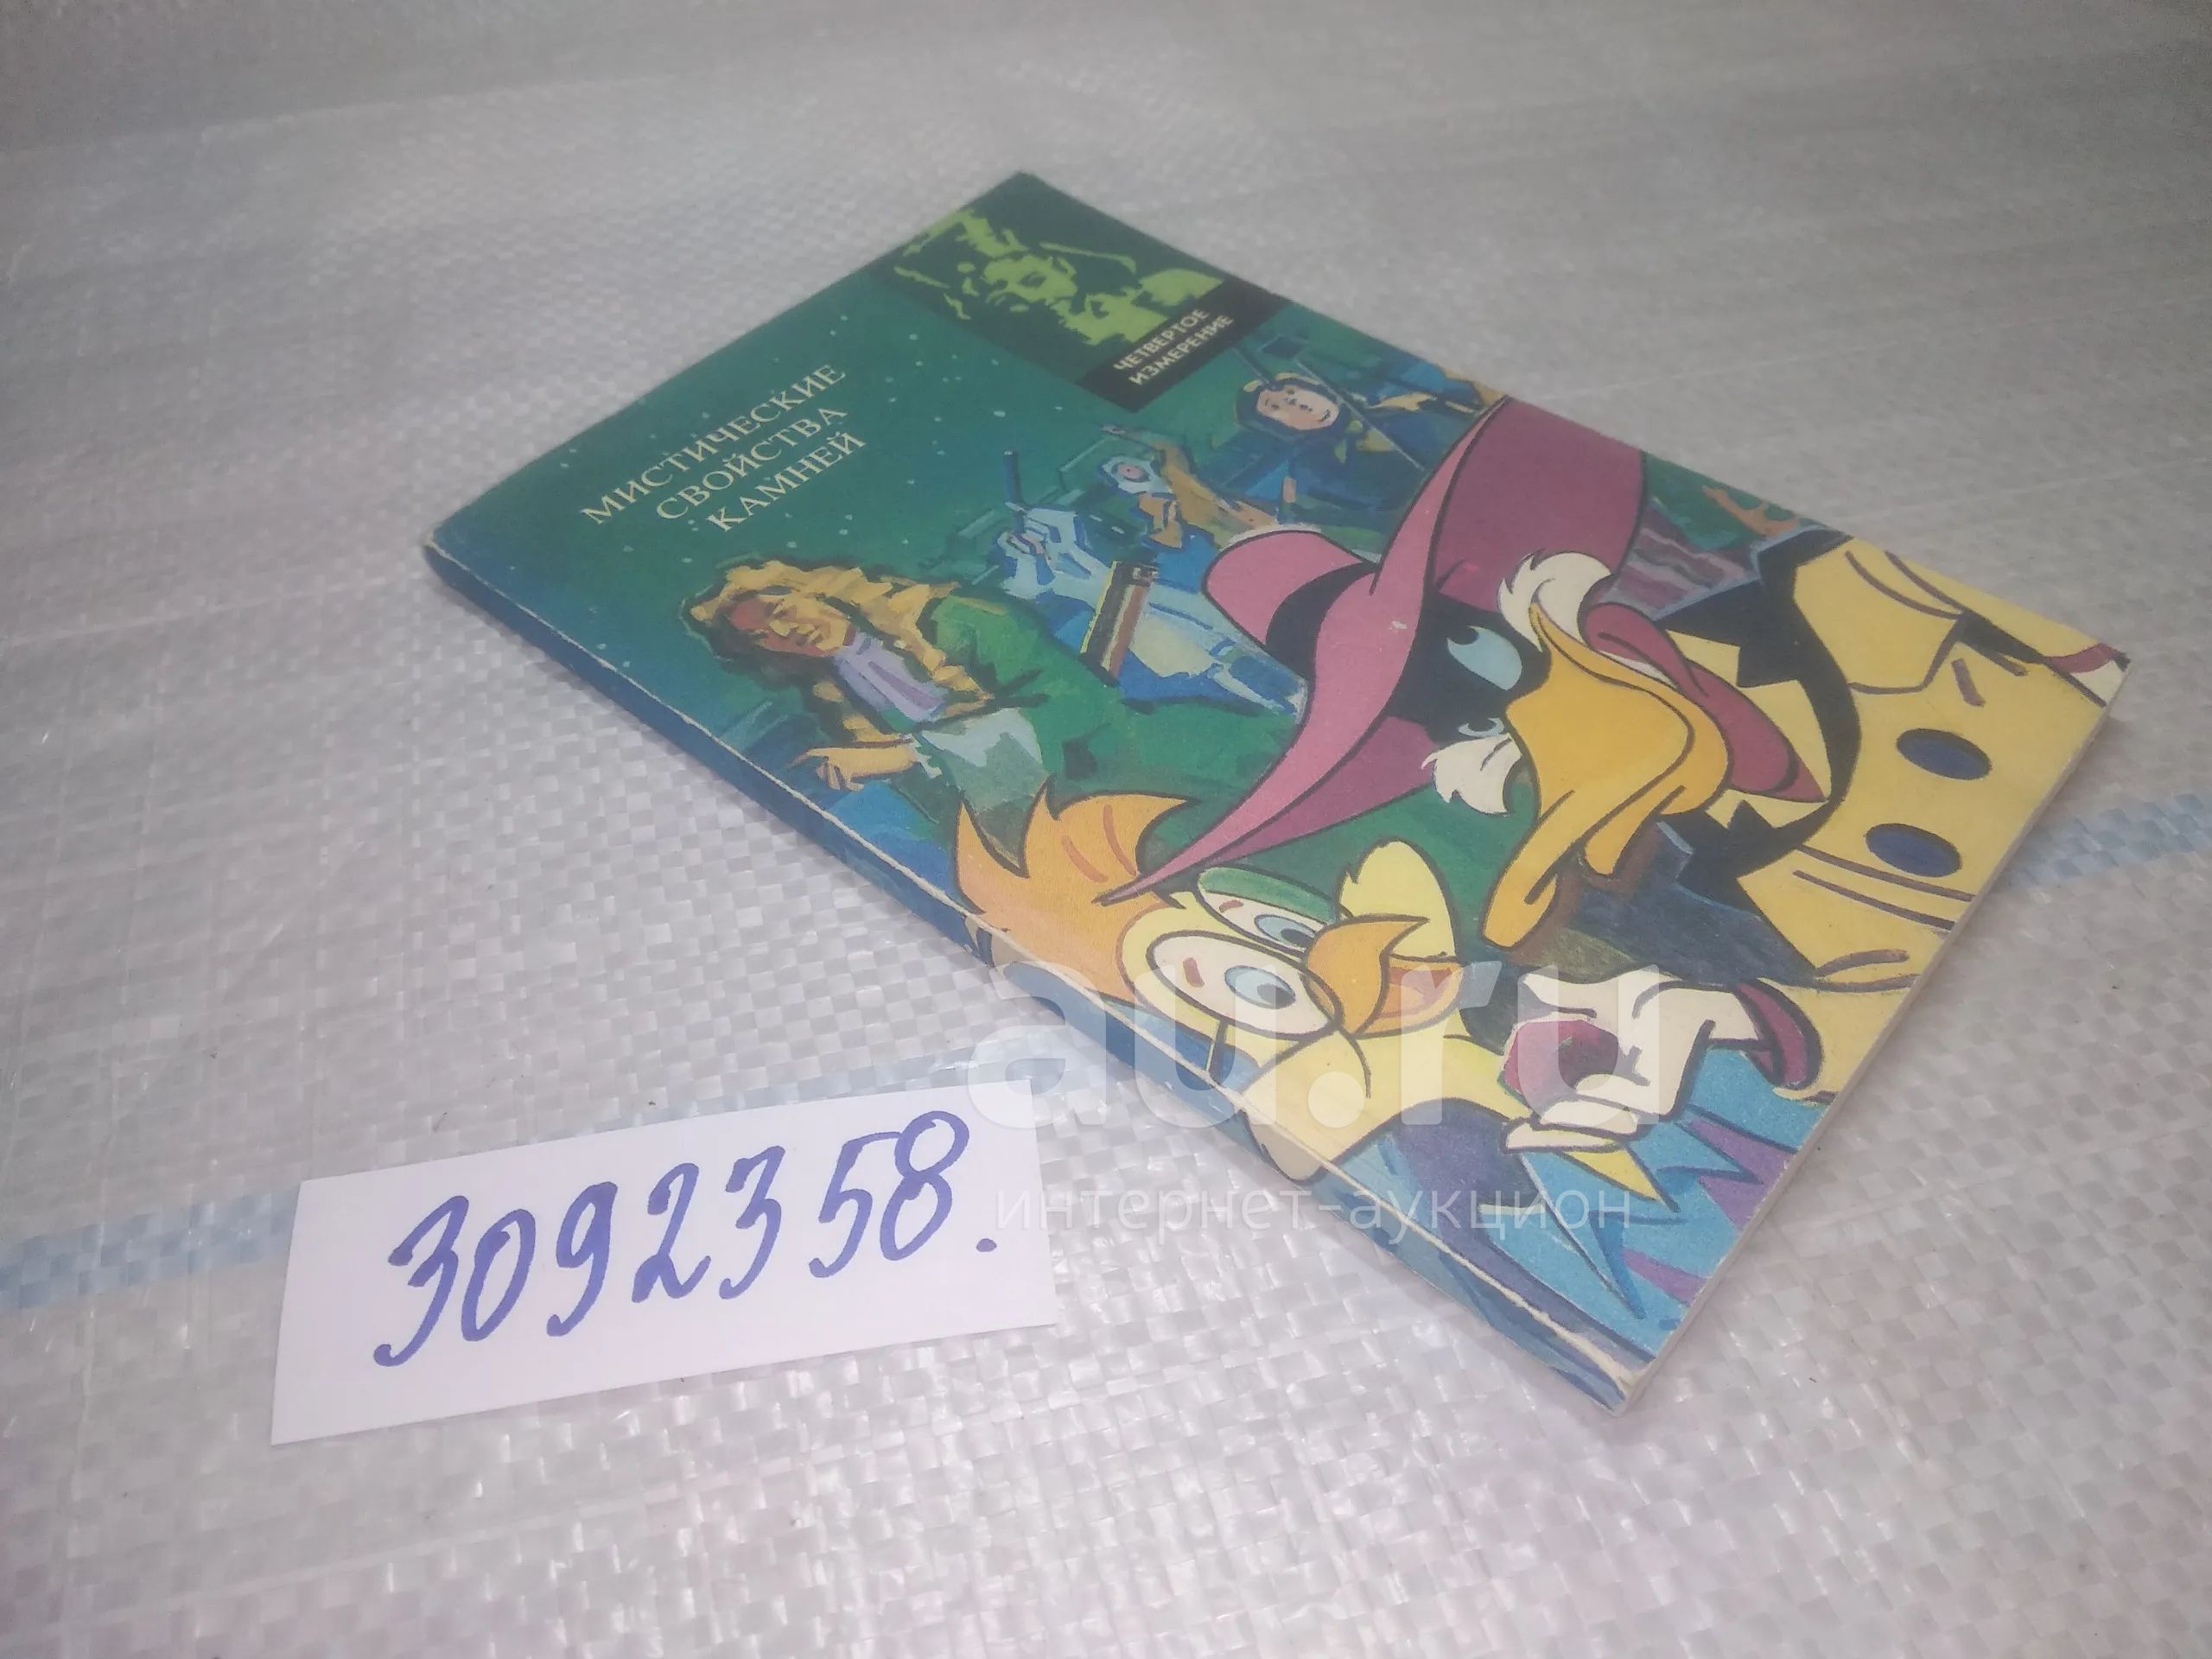 ЧЕТВЕРТОЕ
ИЗМЕРЕНИЕ
МИСТИЧЕСКИЕ
СВОЙСТВА
КАМНЕЙ
au.ru
интернет-аукцион
3092358.